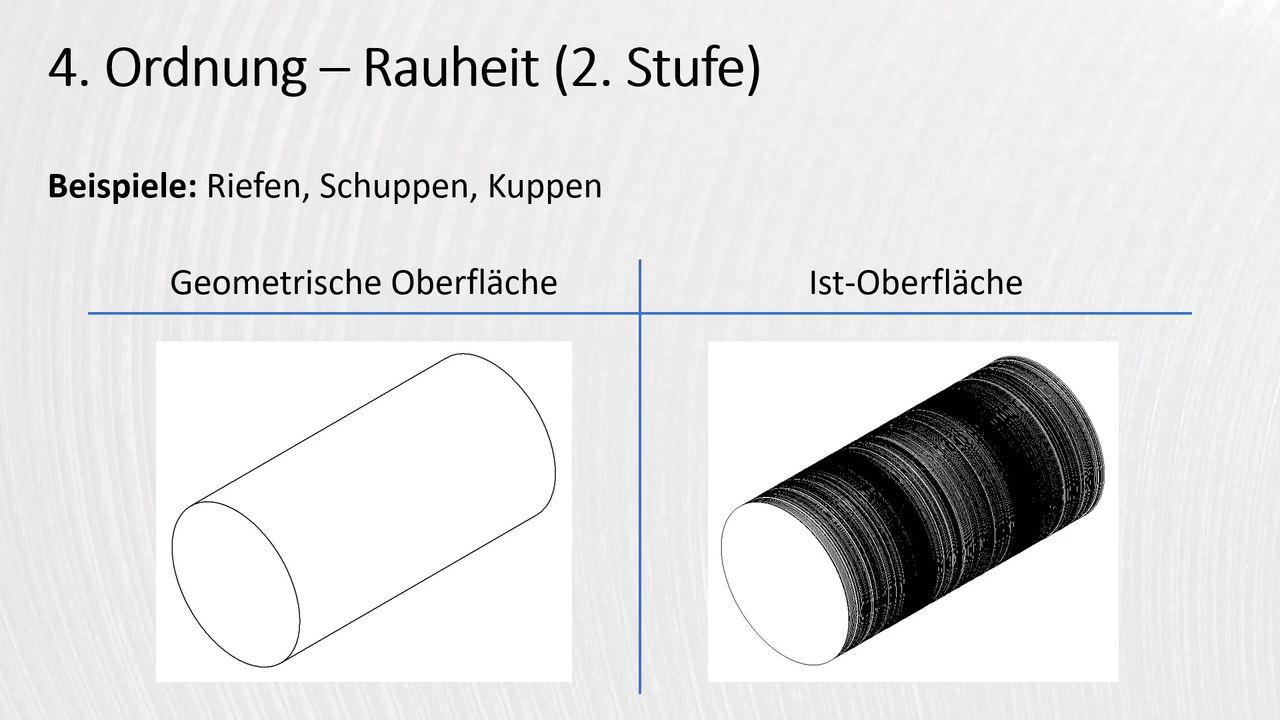 4. Ordnung – Rauheit (2. Stufe)
Beispiele: Riefen, Schuppen, Kuppen
Geometrische Oberfläche
Ist-Oberfläche